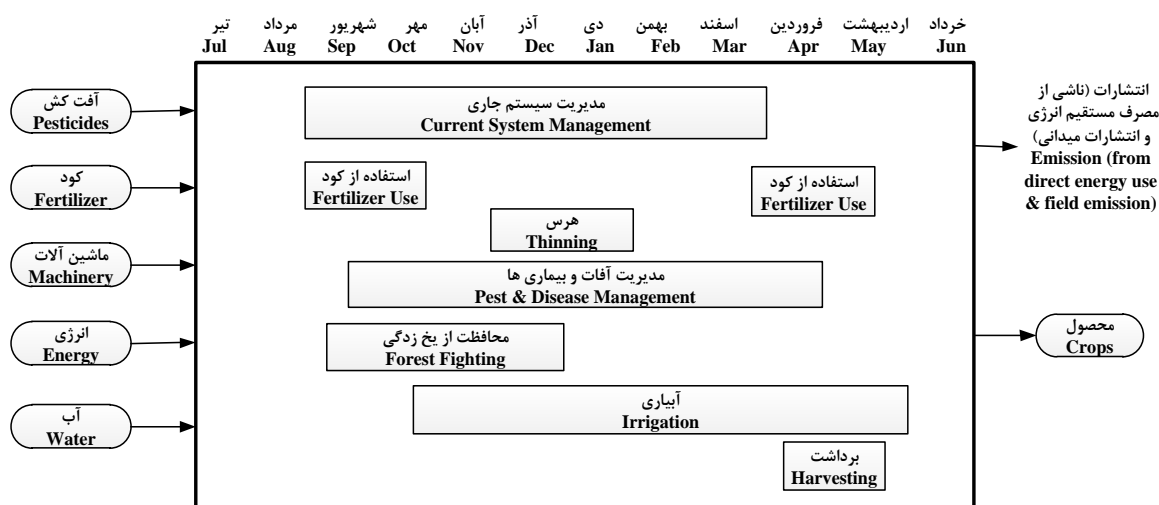 تیر مرداد شهریور مهر آبان آذر دی بهمن اسفند فروردین اردیبهشت خرداد
Jul Aug Sep Oct Nov Dec Jan Feb Mar Apr May Jun
آفت کش
Pesticides
کود
Fertilizer
ماشین آلات
Machinery
انرژی
Energy
آب
Water
مدیریت سیستم جاری
Current System Management
استفاده از کود
Fertilizer Use
استفاده از کود
Fertilizer Use
هرس
Thinning
مدیریت آفات و بیماری ها
Pest & Disease Management
محافظت از یخ زدگی
Forest Fighting
آبیاری
Irrigation
برداشت
Harvesting
انتشارات (ناشی از
مصرف مستقیم انرژی
و انتشارات میدانی)
Emission (from
direct energy use
& field emission)
محصول
Crops